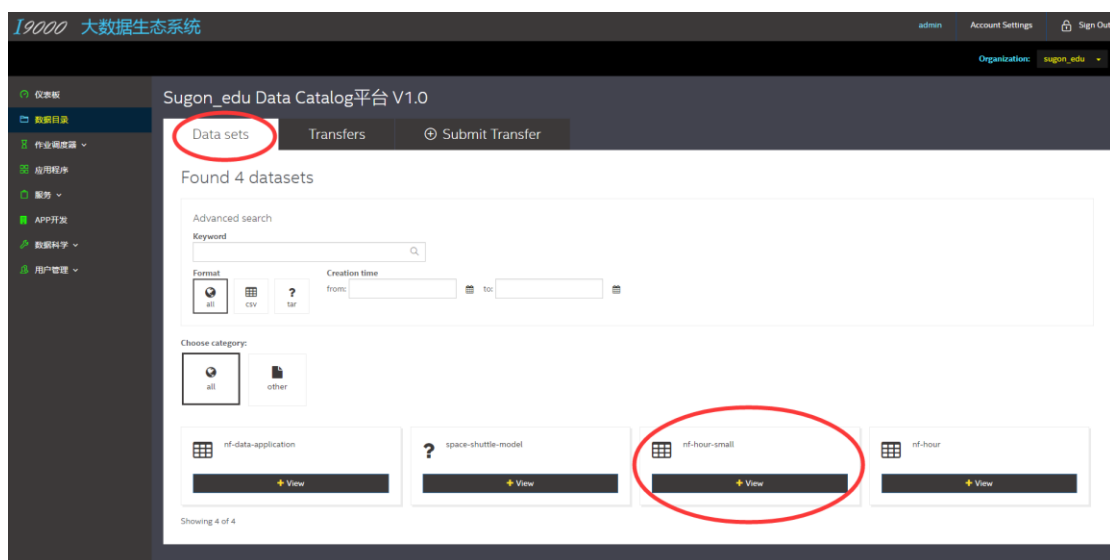 I9000 大数据生态系统
admin Account Settings Sign Out
Organization: sugon_edu
仪表板
数据目录
作业调度器
应用程序
服务
APP开发
数据科学
用户管理
Sugon_edu Data Catalog平台 V1.0
Data sets Transfers Submit Transfer
Found 4 datasets
Advanced search
Keyword
Format Creation time
from: to:
all csv tar
Choose category:
all other
nf-data-application space-shuttle-model nf-hour-small nf-hour
+ View + View + View + View
Showing 4 of 4